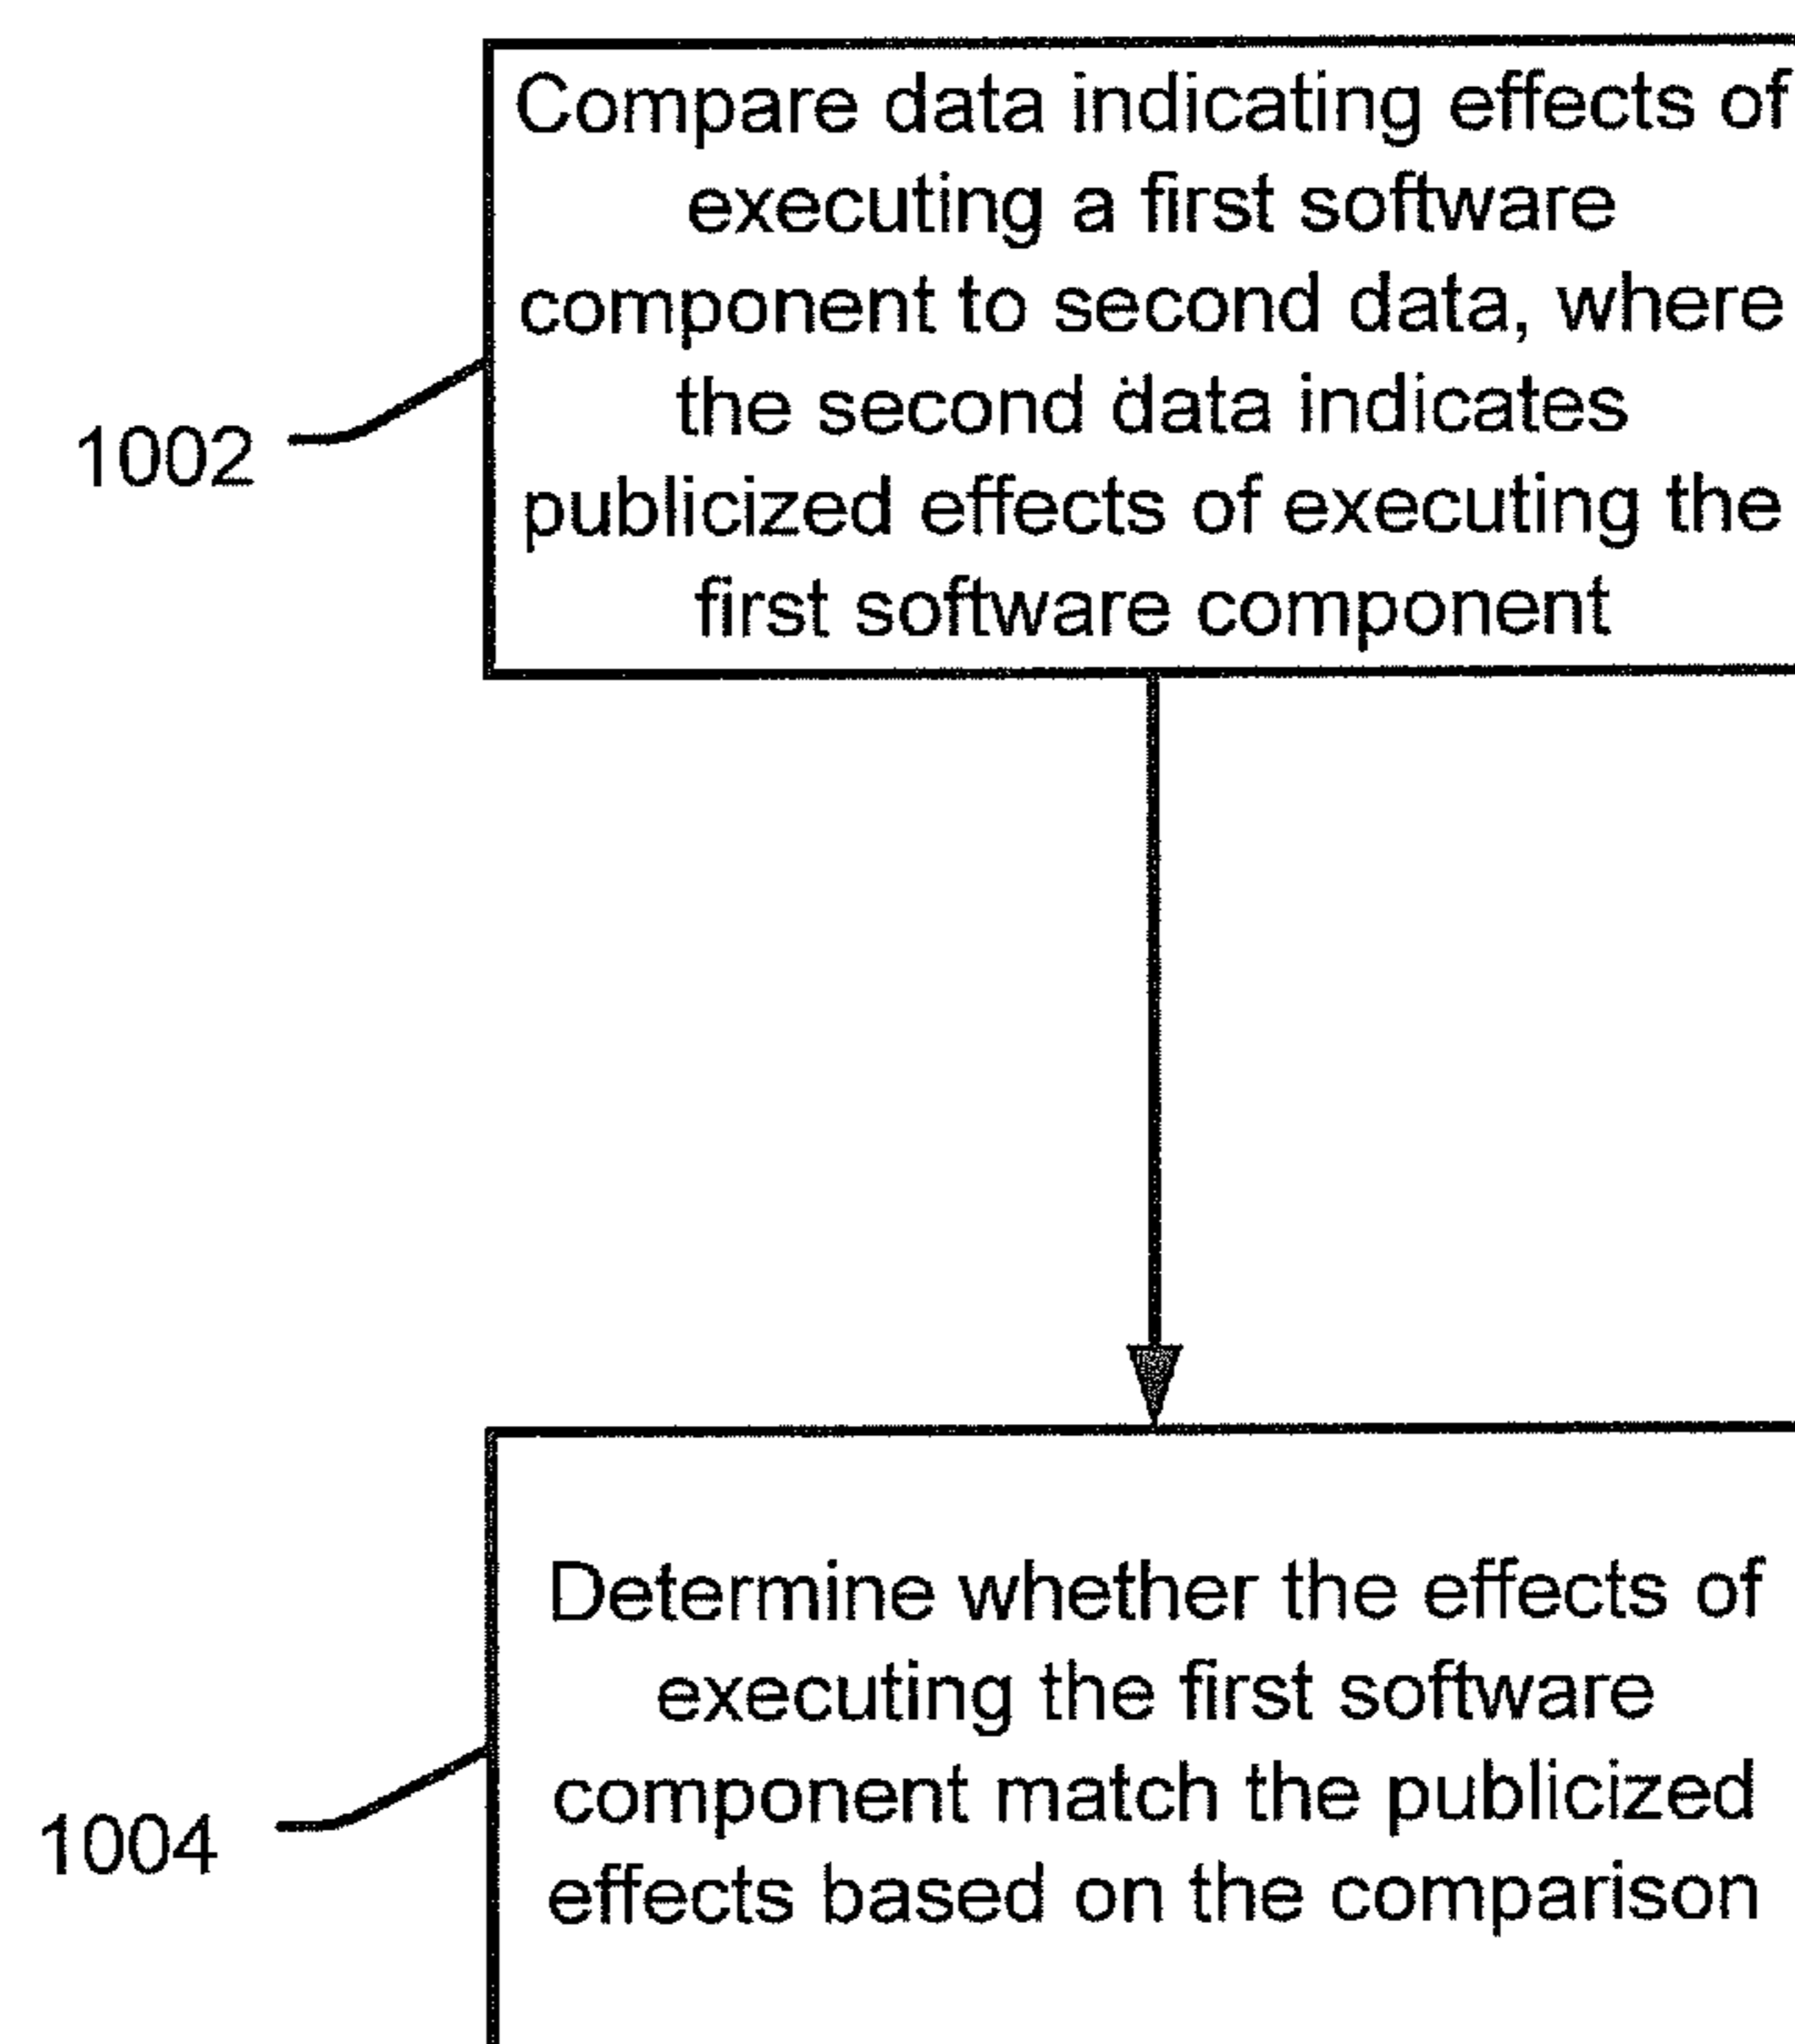 Compare data indicating effects of
executing a first software
component to second data, where
the second data indicates
publicized effects of executing the
first software component
1002
Determine whether the effects of
executing the first software
component match the publicized
effects based on the comparison
1004